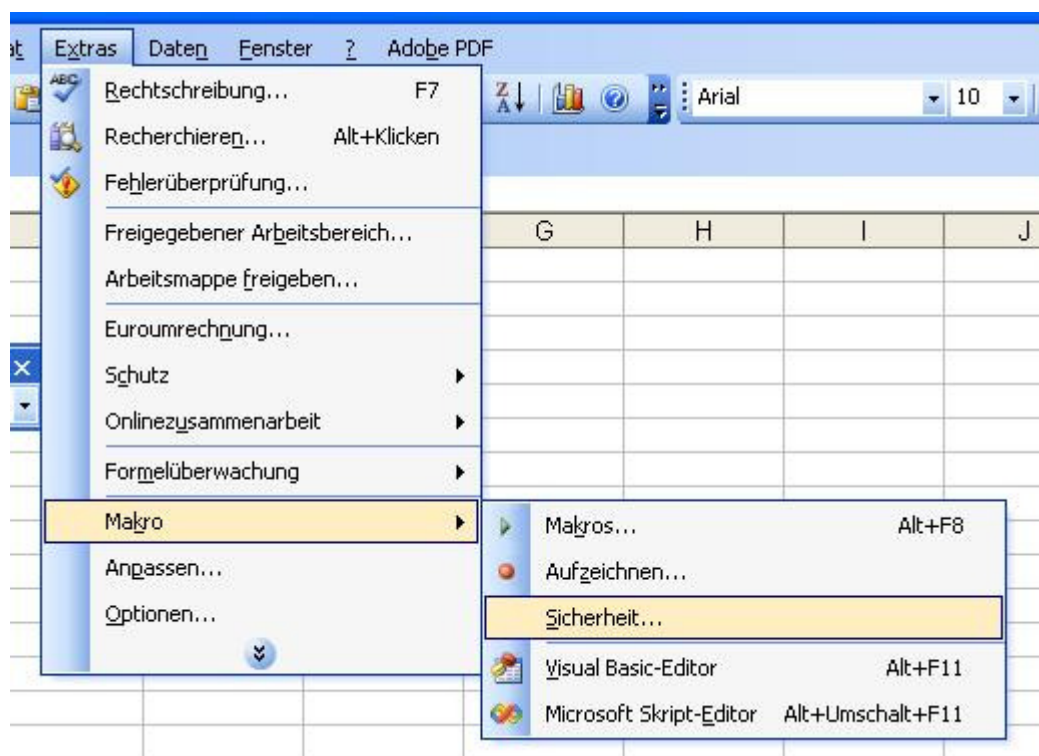 at Extras Daten Fenster ? Adobe PDF
ABC Rechtschreibung... F7
Z A Arial 10
Recherchieren... Alt+Klicken
Fehlerüberprüfung...
Freigegebener Arbeitsbereich...
G H I J
Arbeitsmappe freigeben...
Euroumrechnung...
Schutz
Onlinezusammenarbeit
Formelüberwachung
Makro
Anpassen...
Optionen...
Makros... Alt+F8
Aufzeichnen...
Sicherheit...
Visual Basic-Editor Alt+F11
Microsoft Skript-Editor Alt+Umschalt+F11